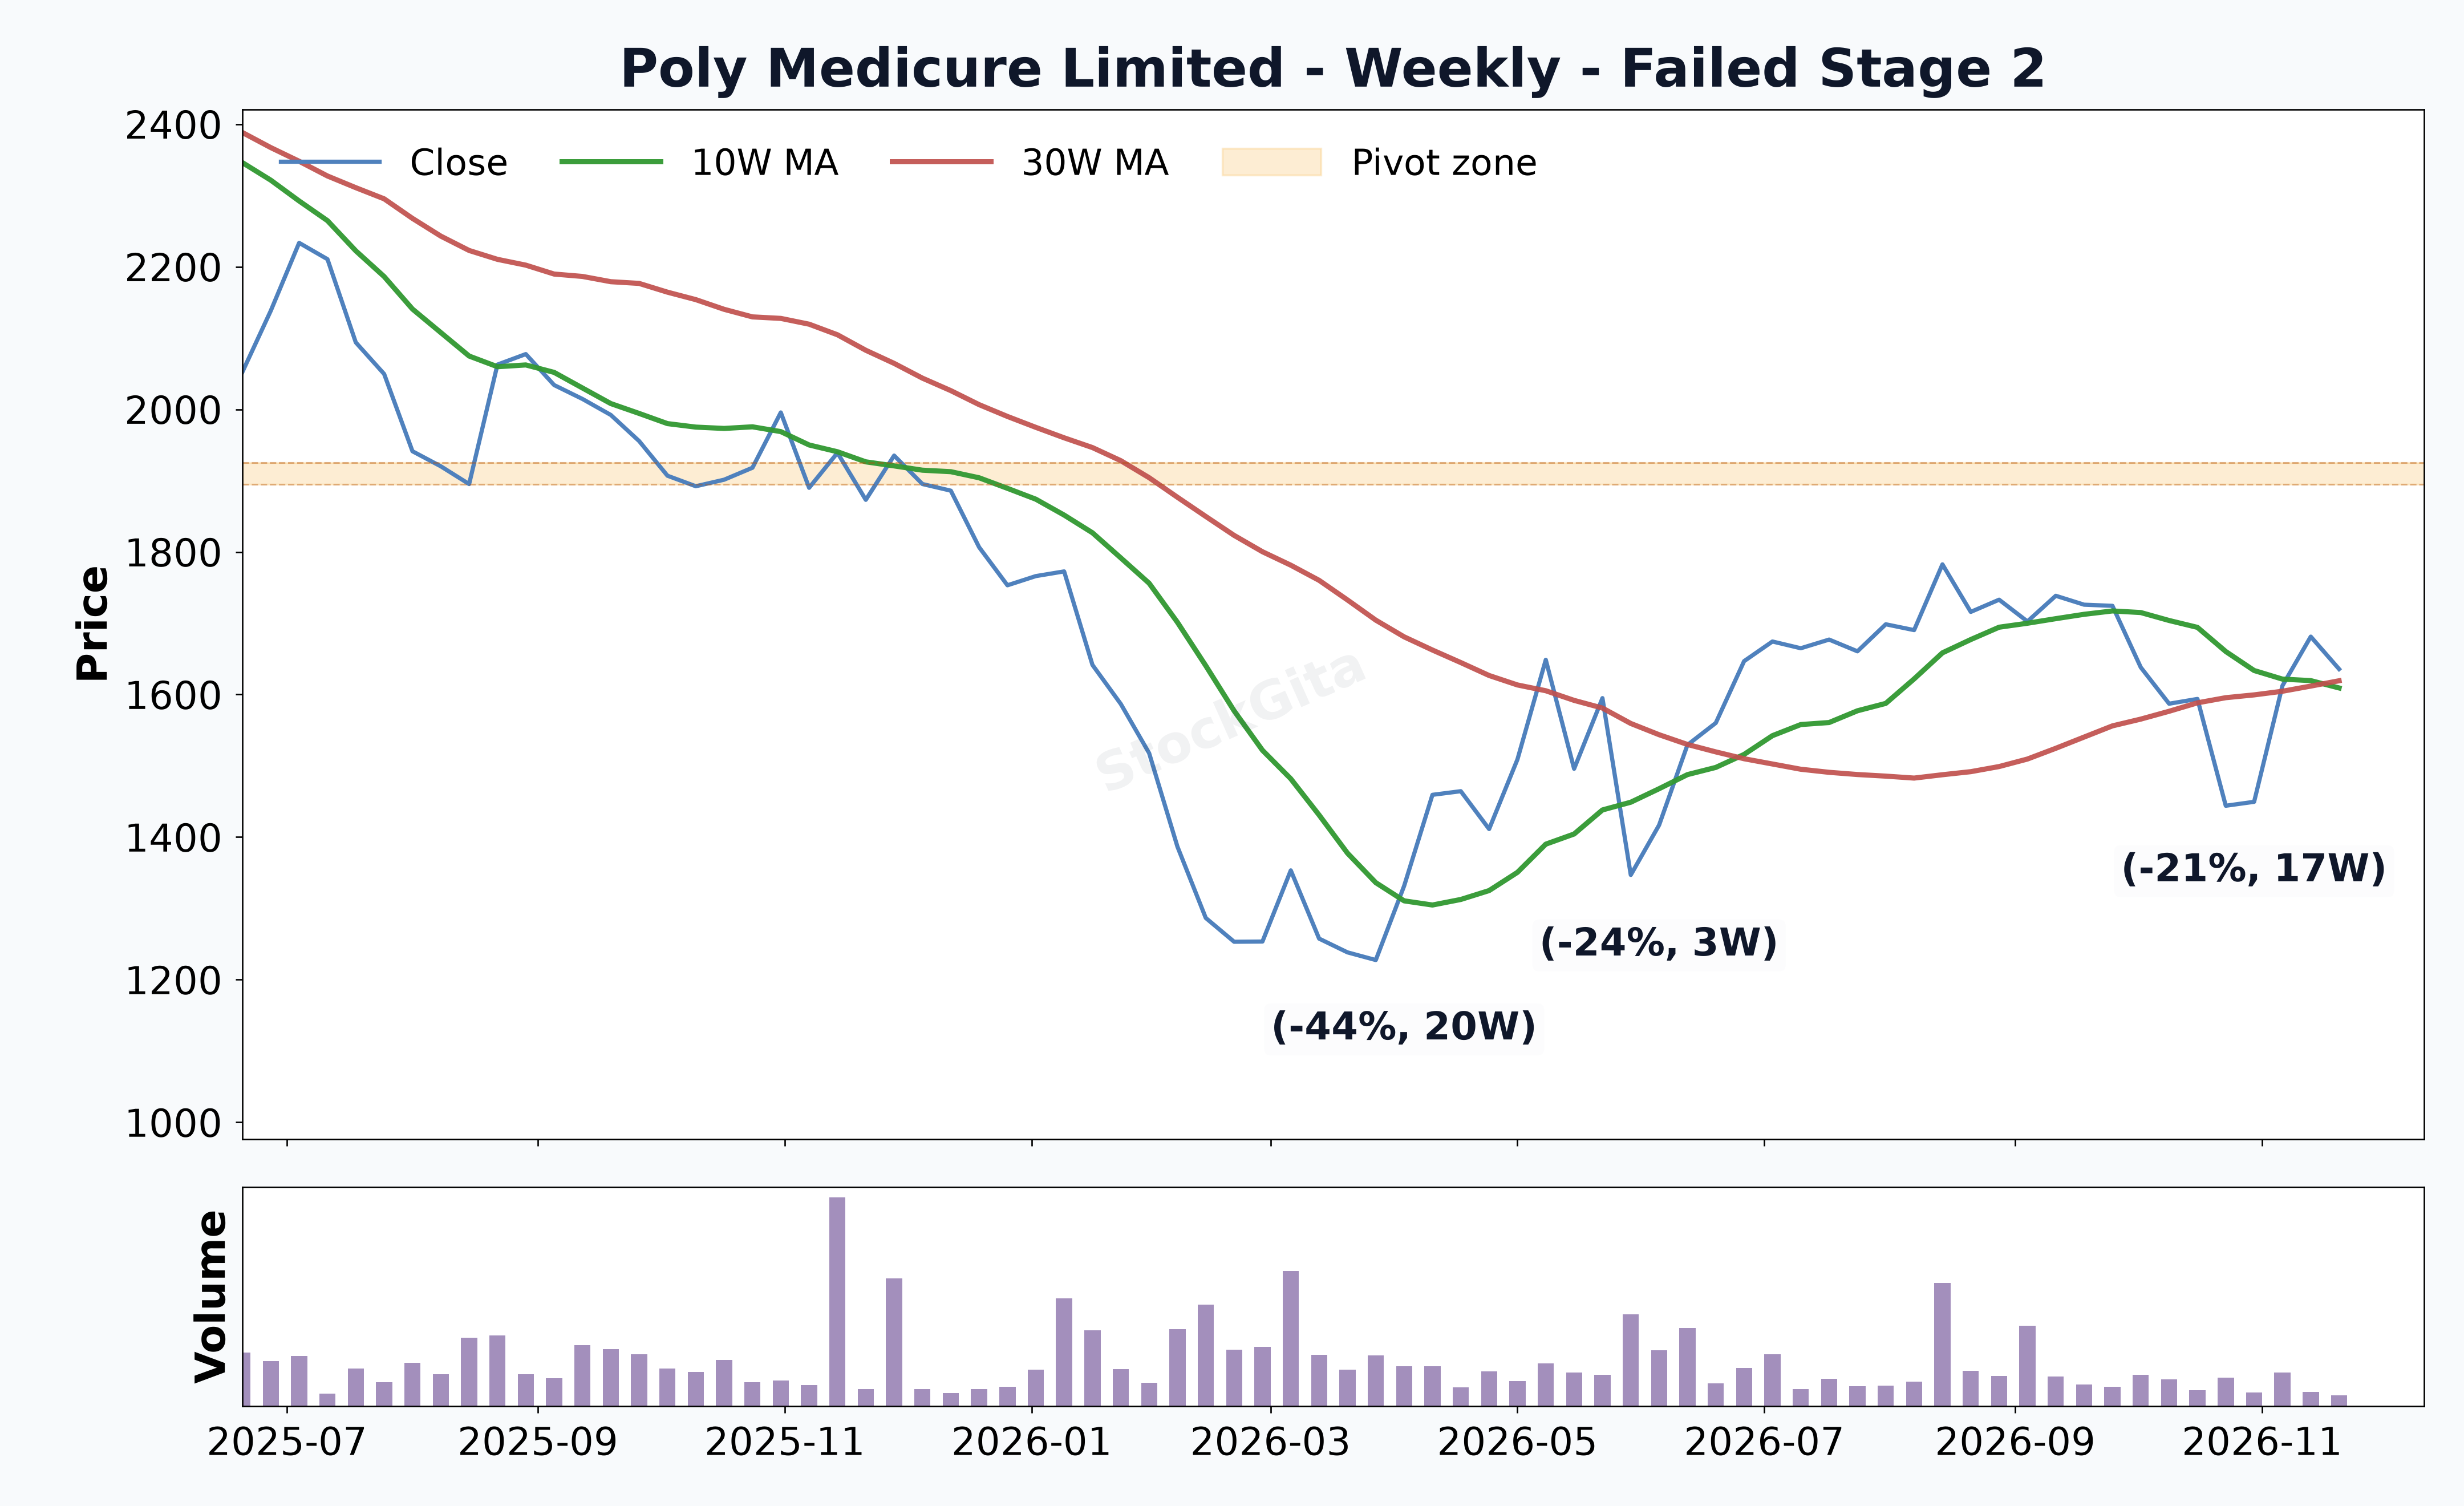 Poly Medicure Limited - Weekly - Failed Stage 2
Close
10W MA
30W MA
Pivot zone
Price
2400
2200
2000
1800
1600
1400
1200
1000
StockGita
(-44%, 20W)
(-24%, 3W)
(-21%, 17W)
Volume
2025-07
2025-09
2025-11
2026-01
2026-03
2026-05
2026-07
2026-09
2026-11